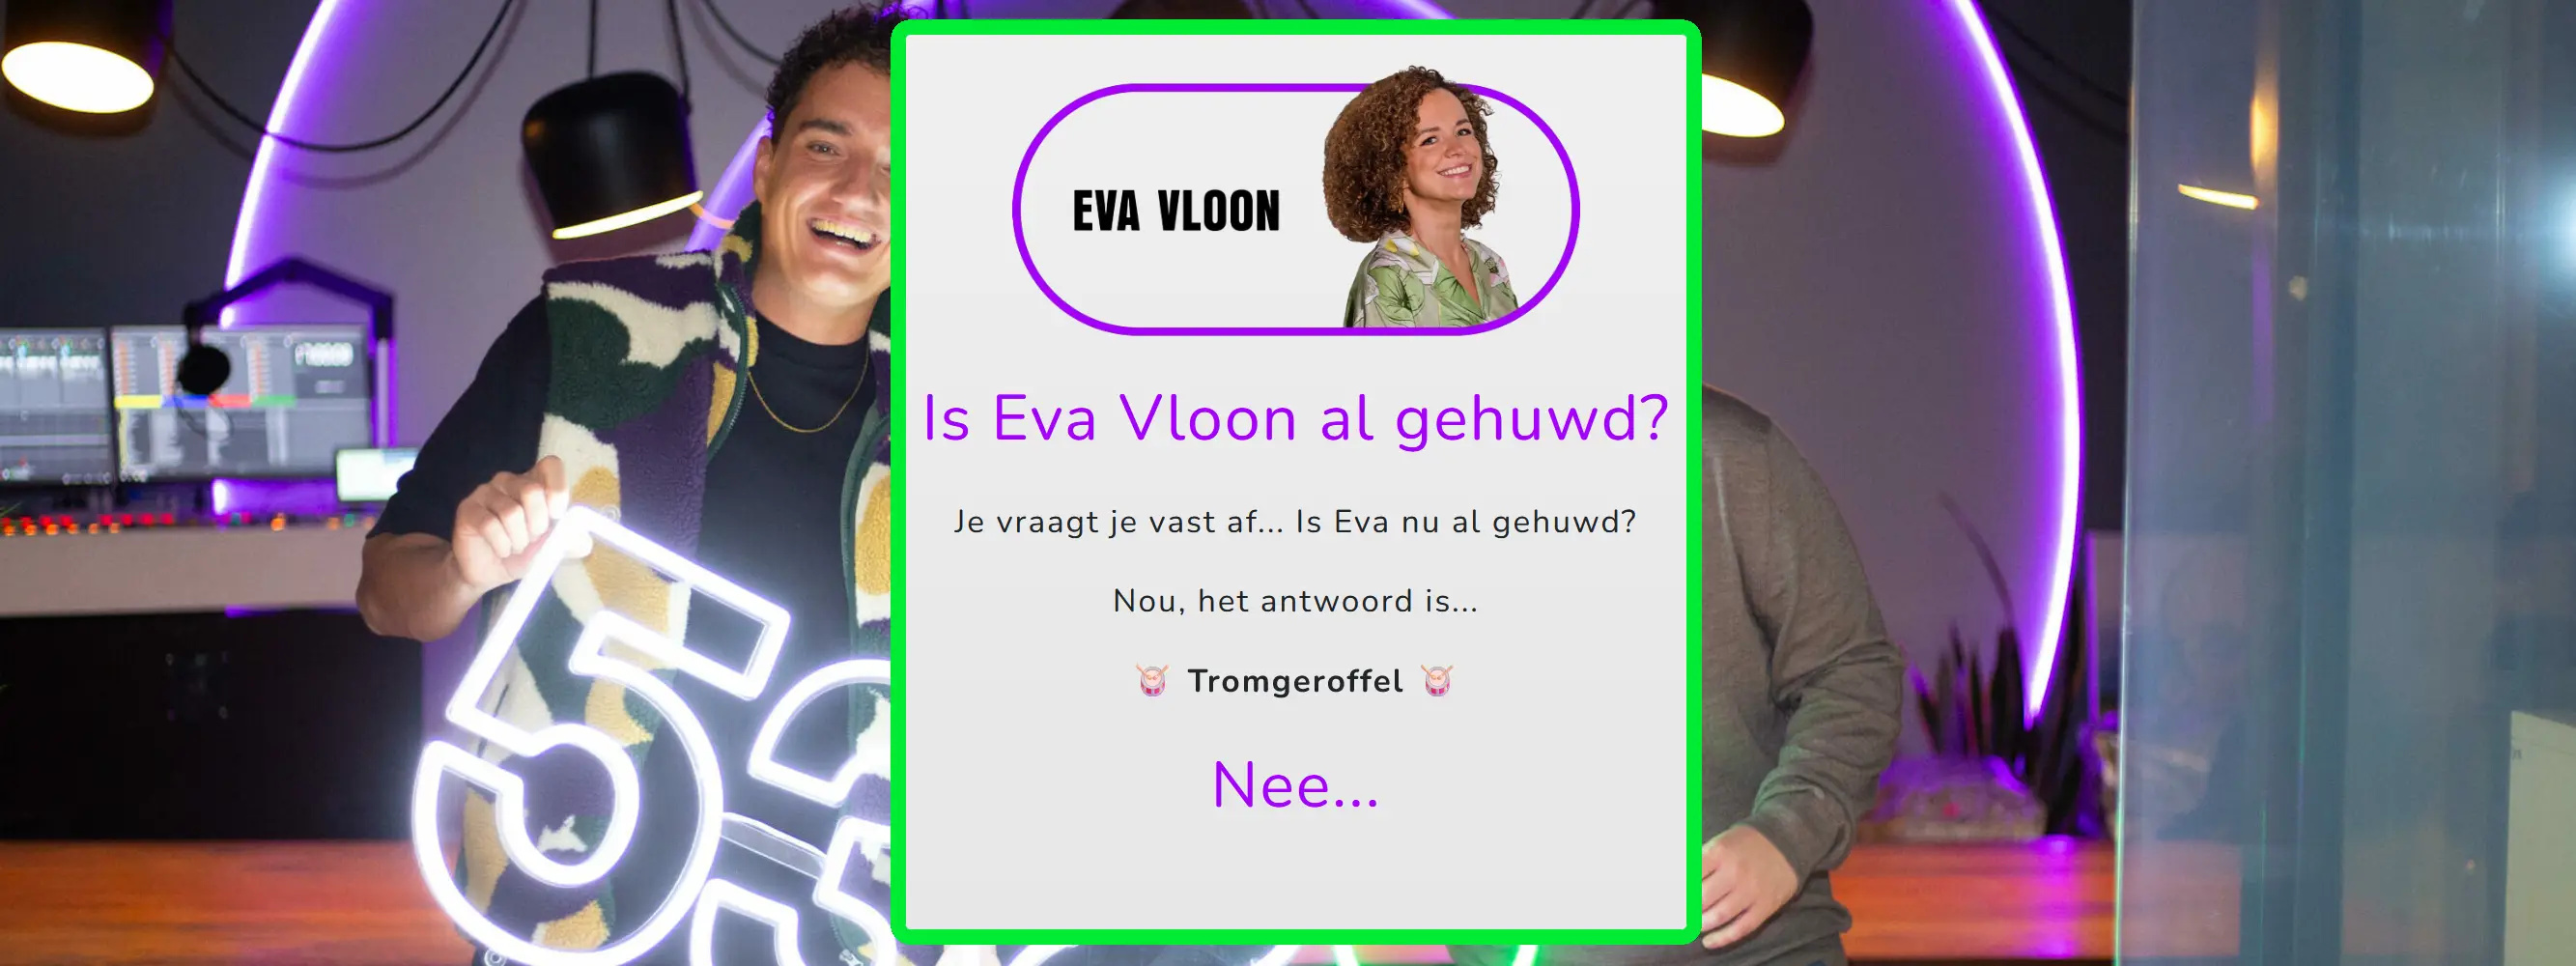 EVA VLOON
Is Eva Vloon al gehuwd?
Je vraagt je vast af... Is Eva nu al gehuwd?
Nou, het antwoord is...
🥁 Tromgeroffel 🥁
Nee...
53